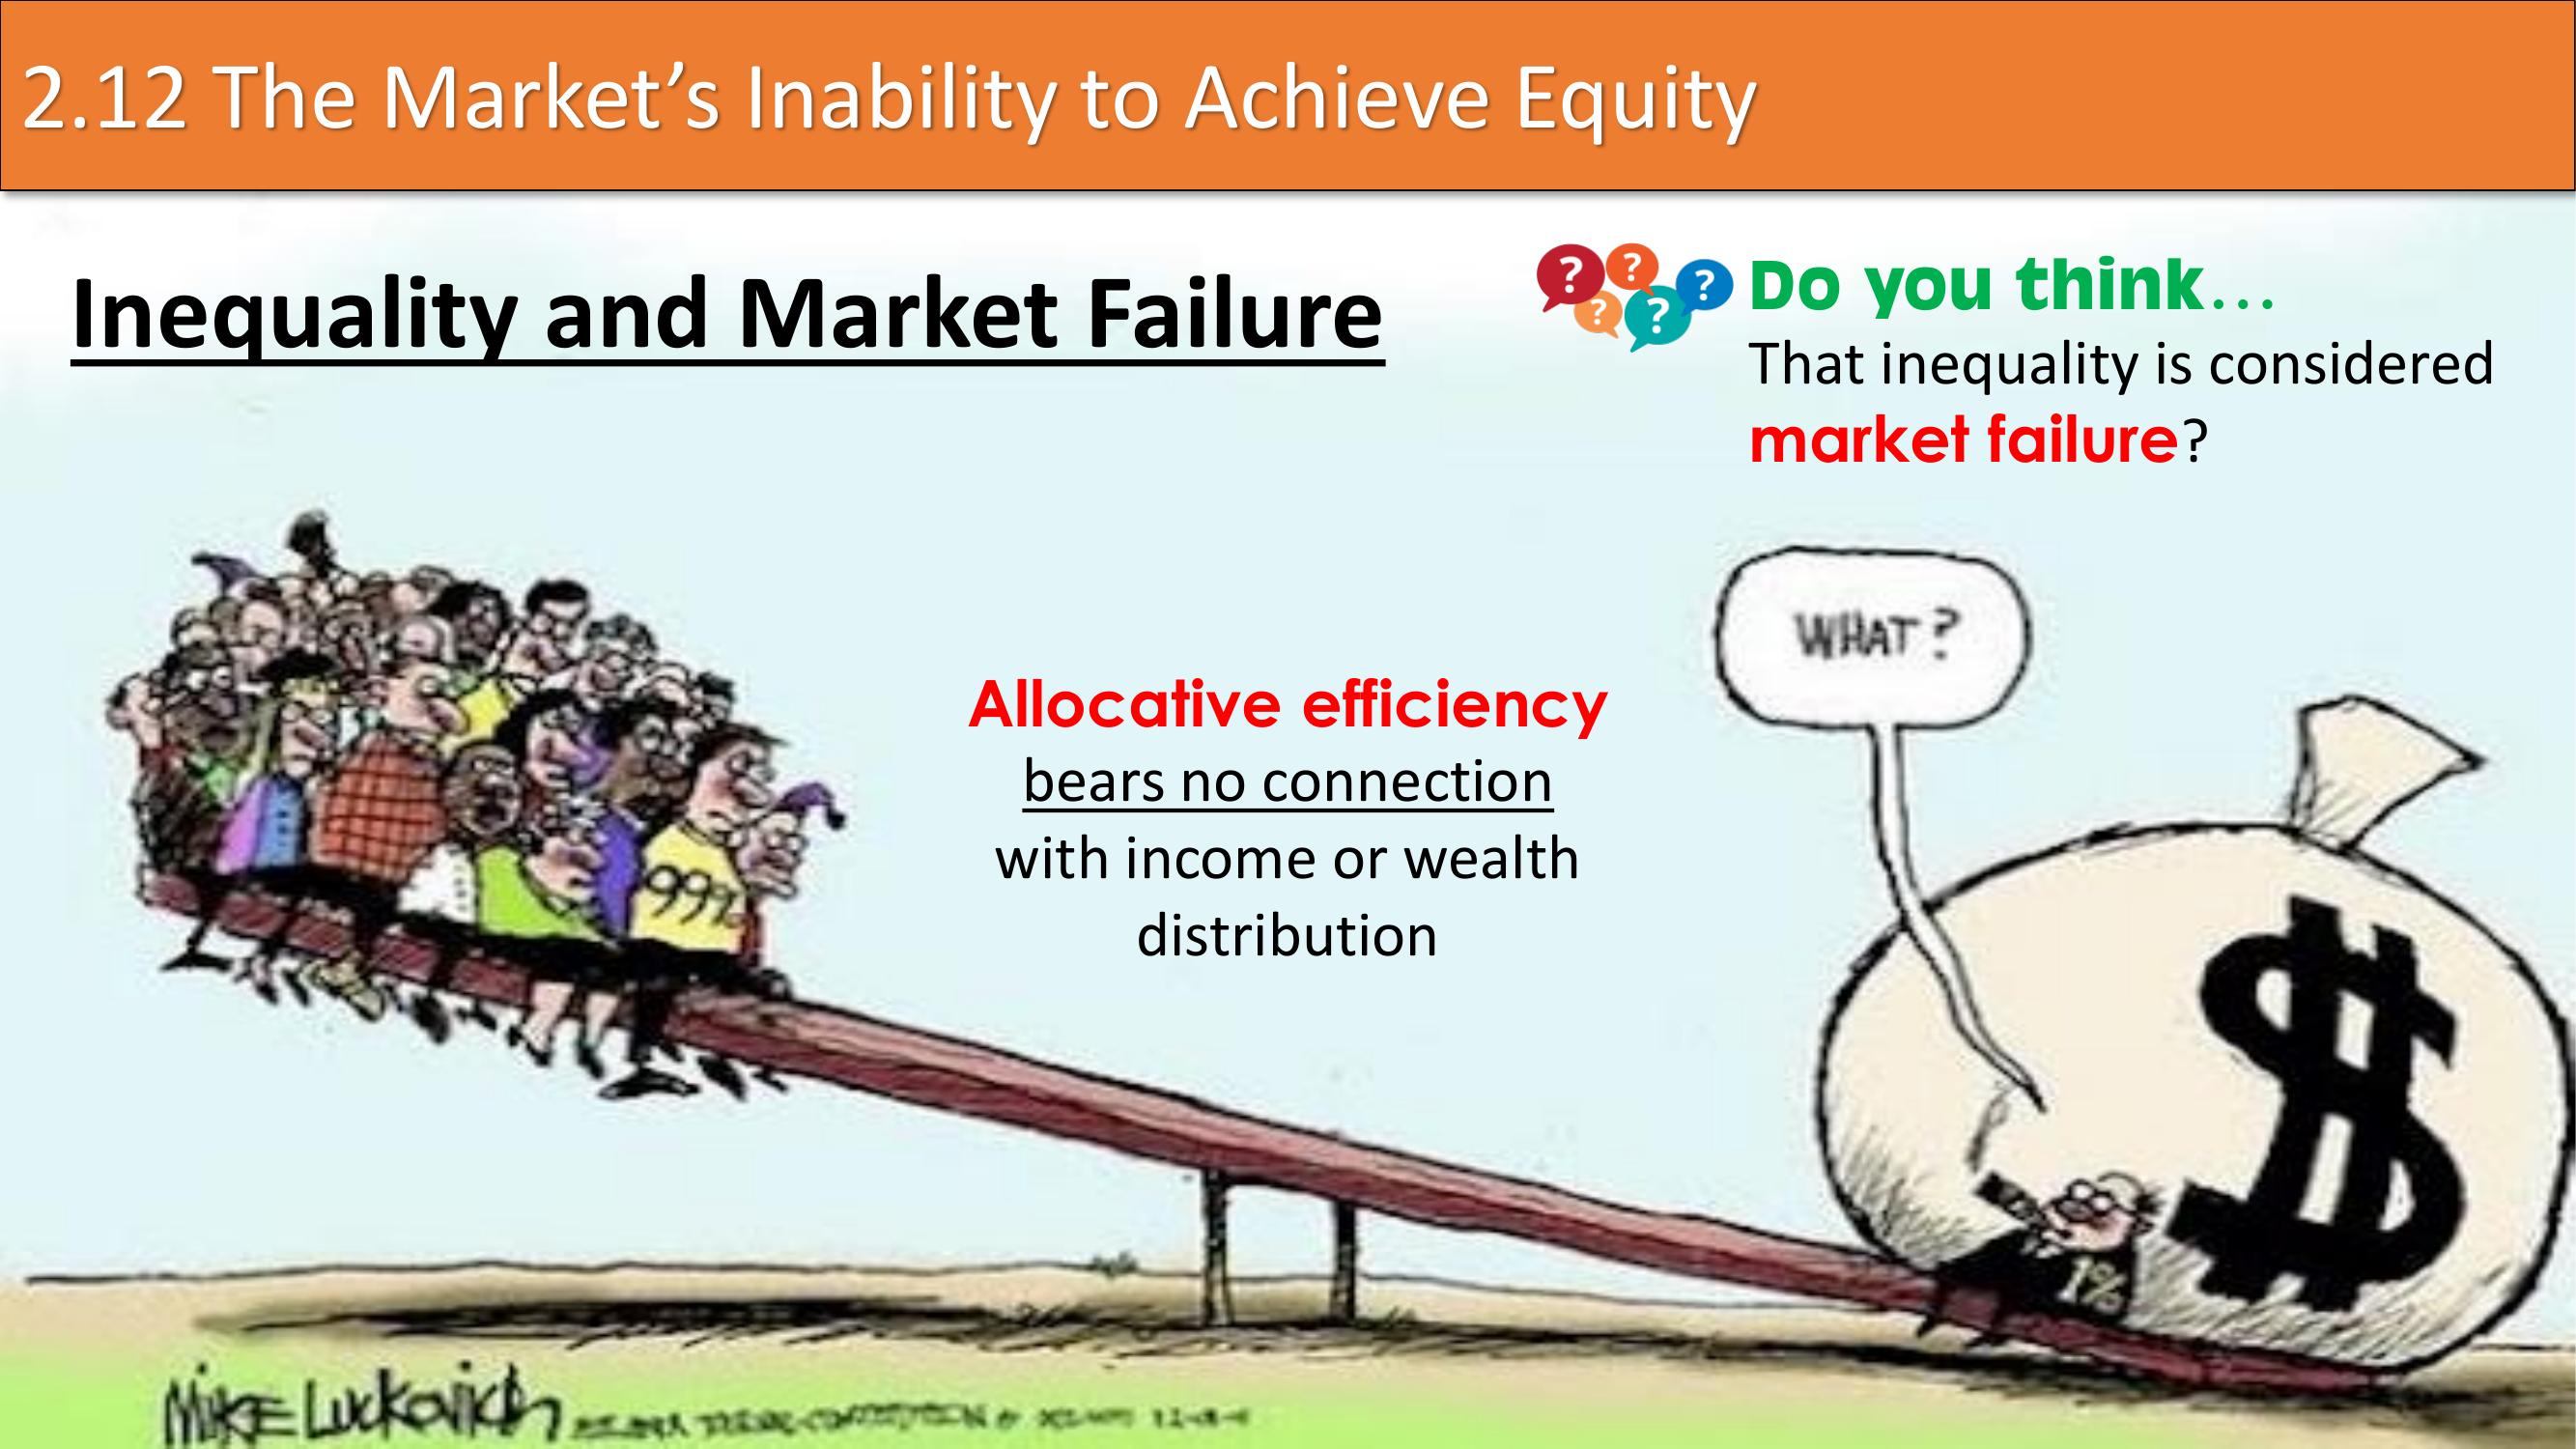 2.12 The Market's Inability to Achieve Equity
Inequality and Market Failure
? ? ? ? ?
Do you think…
That inequality is considered
market failure?
WHAT?
Allocative efficiency
bears no connection
with income or wealth
distribution
99%
$
1%
MIKE LUCKOVICH